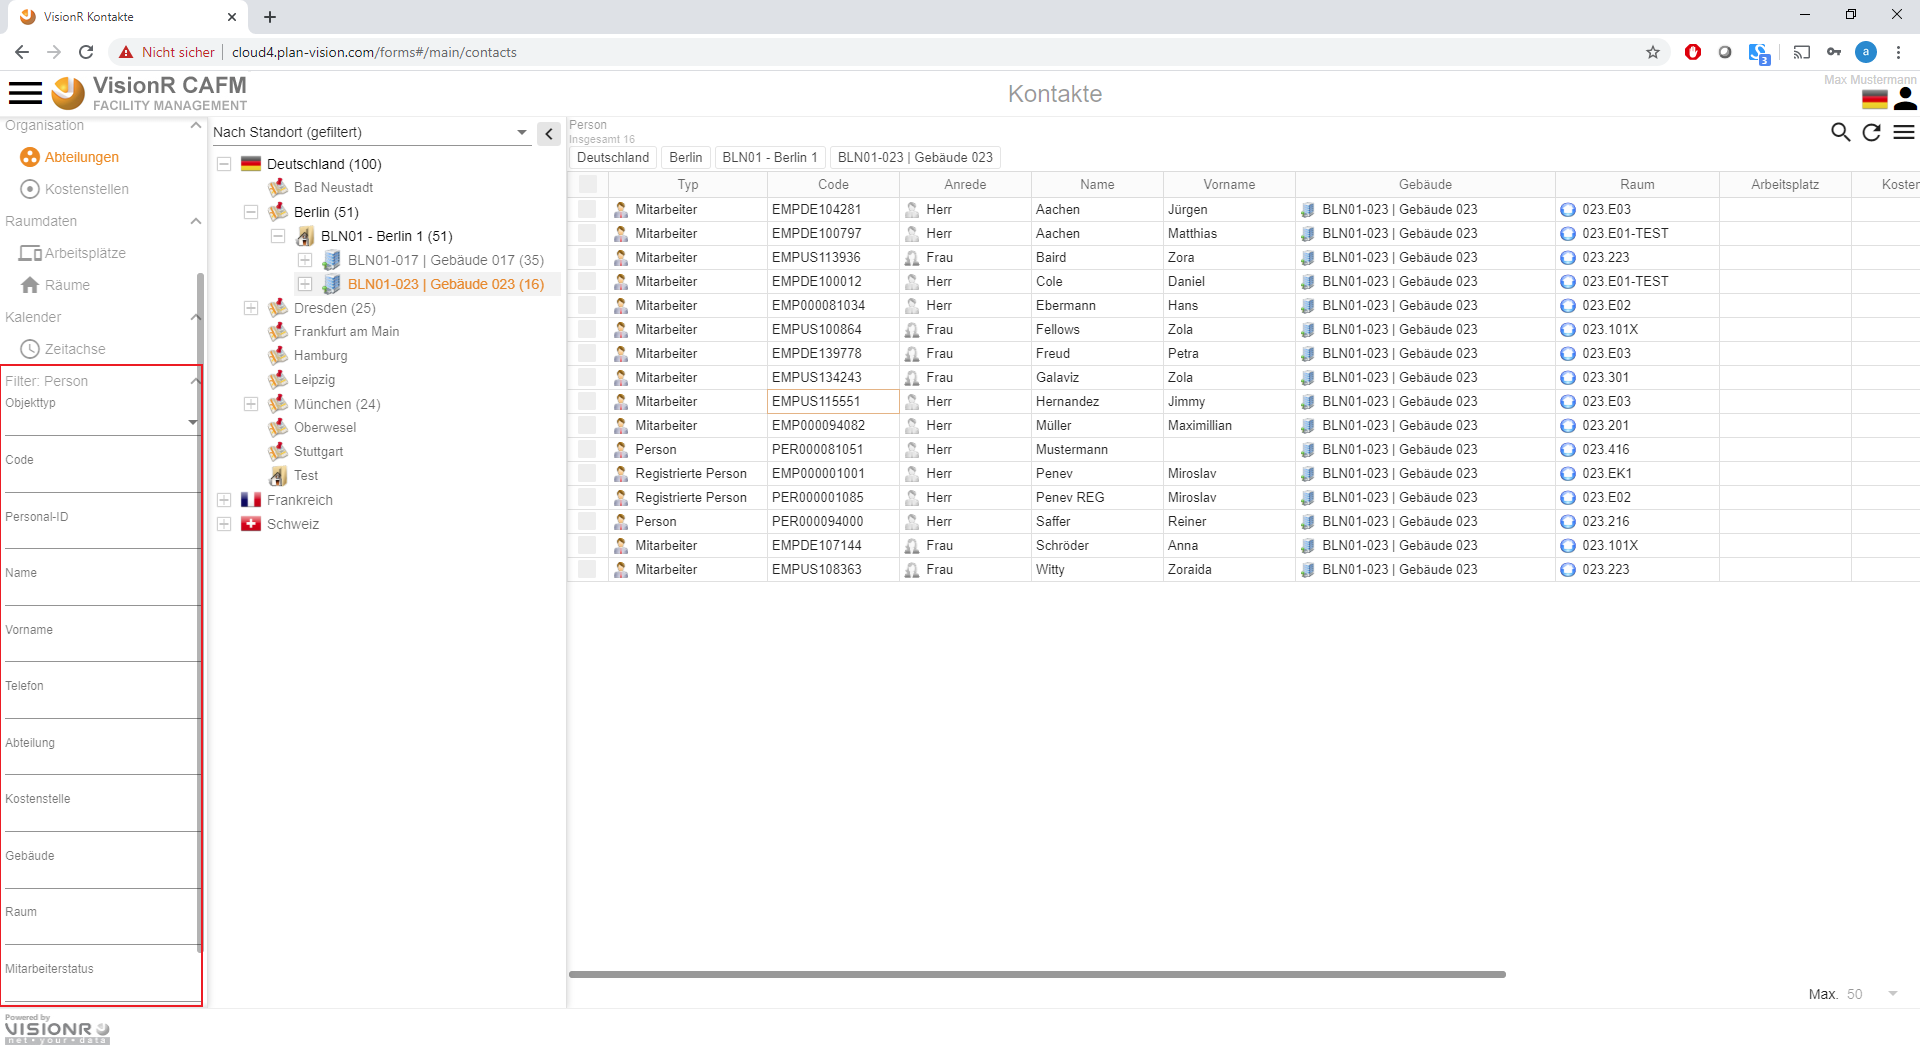 VisionR Kontakte
Nicht sicher
cloud4.plan-vision.com/forms#/main/contacts
3
a
VisionR CAFM
FACILITY MANAGEMENT
Kontakte
Max Mustermann
Organisation
Abteilungen
Kostenstellen
Raumdaten
Arbeitsplätze
Räume
Kalender
Zeitachse
Filter: Person
Objekttyp
Code
Personal-ID
Name
Vorname
Telefon
Abteilung
Kostenstelle
Gebäude
Raum
Mitarbeiterstatus
Powered by
VISIONR
net • your • data
Nach Standort (gefiltert)
Deutschland (100)
Bad Neustadt
Berlin (51)
BLN01 - Berlin 1 (51)
BLN01-017 | Gebäude 017 (35)
BLN01-023 | Gebäude 023 (16)
Dresden (25)
Frankfurt am Main
Hamburg
Leipzig
München (24)
Oberwesel
Stuttgart
Test
Frankreich
Schweiz
Person
Insgesamt 16
Deutschland Berlin BLN01 - Berlin 1 BLN01-023 | Gebäude 023
Typ Code Anrede Name Vorname Gebäude Raum Arbeitsplatz Kosten
Mitarbeiter EMPDE104281 Herr Aachen Jürgen BLN01-023 | Gebäude 023 023.E03
Mitarbeiter EMPDE100797 Herr Aachen Matthias BLN01-023 | Gebäude 023 023.E01-TEST
Mitarbeiter EMPUS113936 Frau Baird Zora BLN01-023 | Gebäude 023 023.223
Mitarbeiter EMPDE100012 Herr Cole Daniel BLN01-023 | Gebäude 023 023.E01-TEST
Mitarbeiter EMP000081034 Herr Ebermann Hans BLN01-023 | Gebäude 023 023.E02
Mitarbeiter EMPUS100864 Frau Fellows Zola BLN01-023 | Gebäude 023 023.101X
Mitarbeiter EMPDE139778 Frau Freud Petra BLN01-023 | Gebäude 023 023.E03
Mitarbeiter EMPUS134243 Frau Galaviz Zola BLN01-023 | Gebäude 023 023.301
Mitarbeiter EMPUS115551 Herr Hernandez Jimmy BLN01-023 | Gebäude 023 023.E03
Mitarbeiter EMP000094082 Herr Müller Maximillian BLN01-023 | Gebäude 023 023.201
Person PER000081051 Herr Mustermann BLN01-023 | Gebäude 023 023.416
Registrierte Person EMP000001001 Herr Penev Miroslav BLN01-023 | Gebäude 023 023.EK1
Registrierte Person PER000001085 Herr Penev REG Miroslav BLN01-023 | Gebäude 023 023.E02
Person PER000094000 Herr Saffer Reiner BLN01-023 | Gebäude 023 023.216
Mitarbeiter EMPDE107144 Frau Schröder Anna BLN01-023 | Gebäude 023 023.101X
Mitarbeiter EMPUS108363 Frau Witty Zoraida BLN01-023 | Gebäude 023 023.223
Max. 50